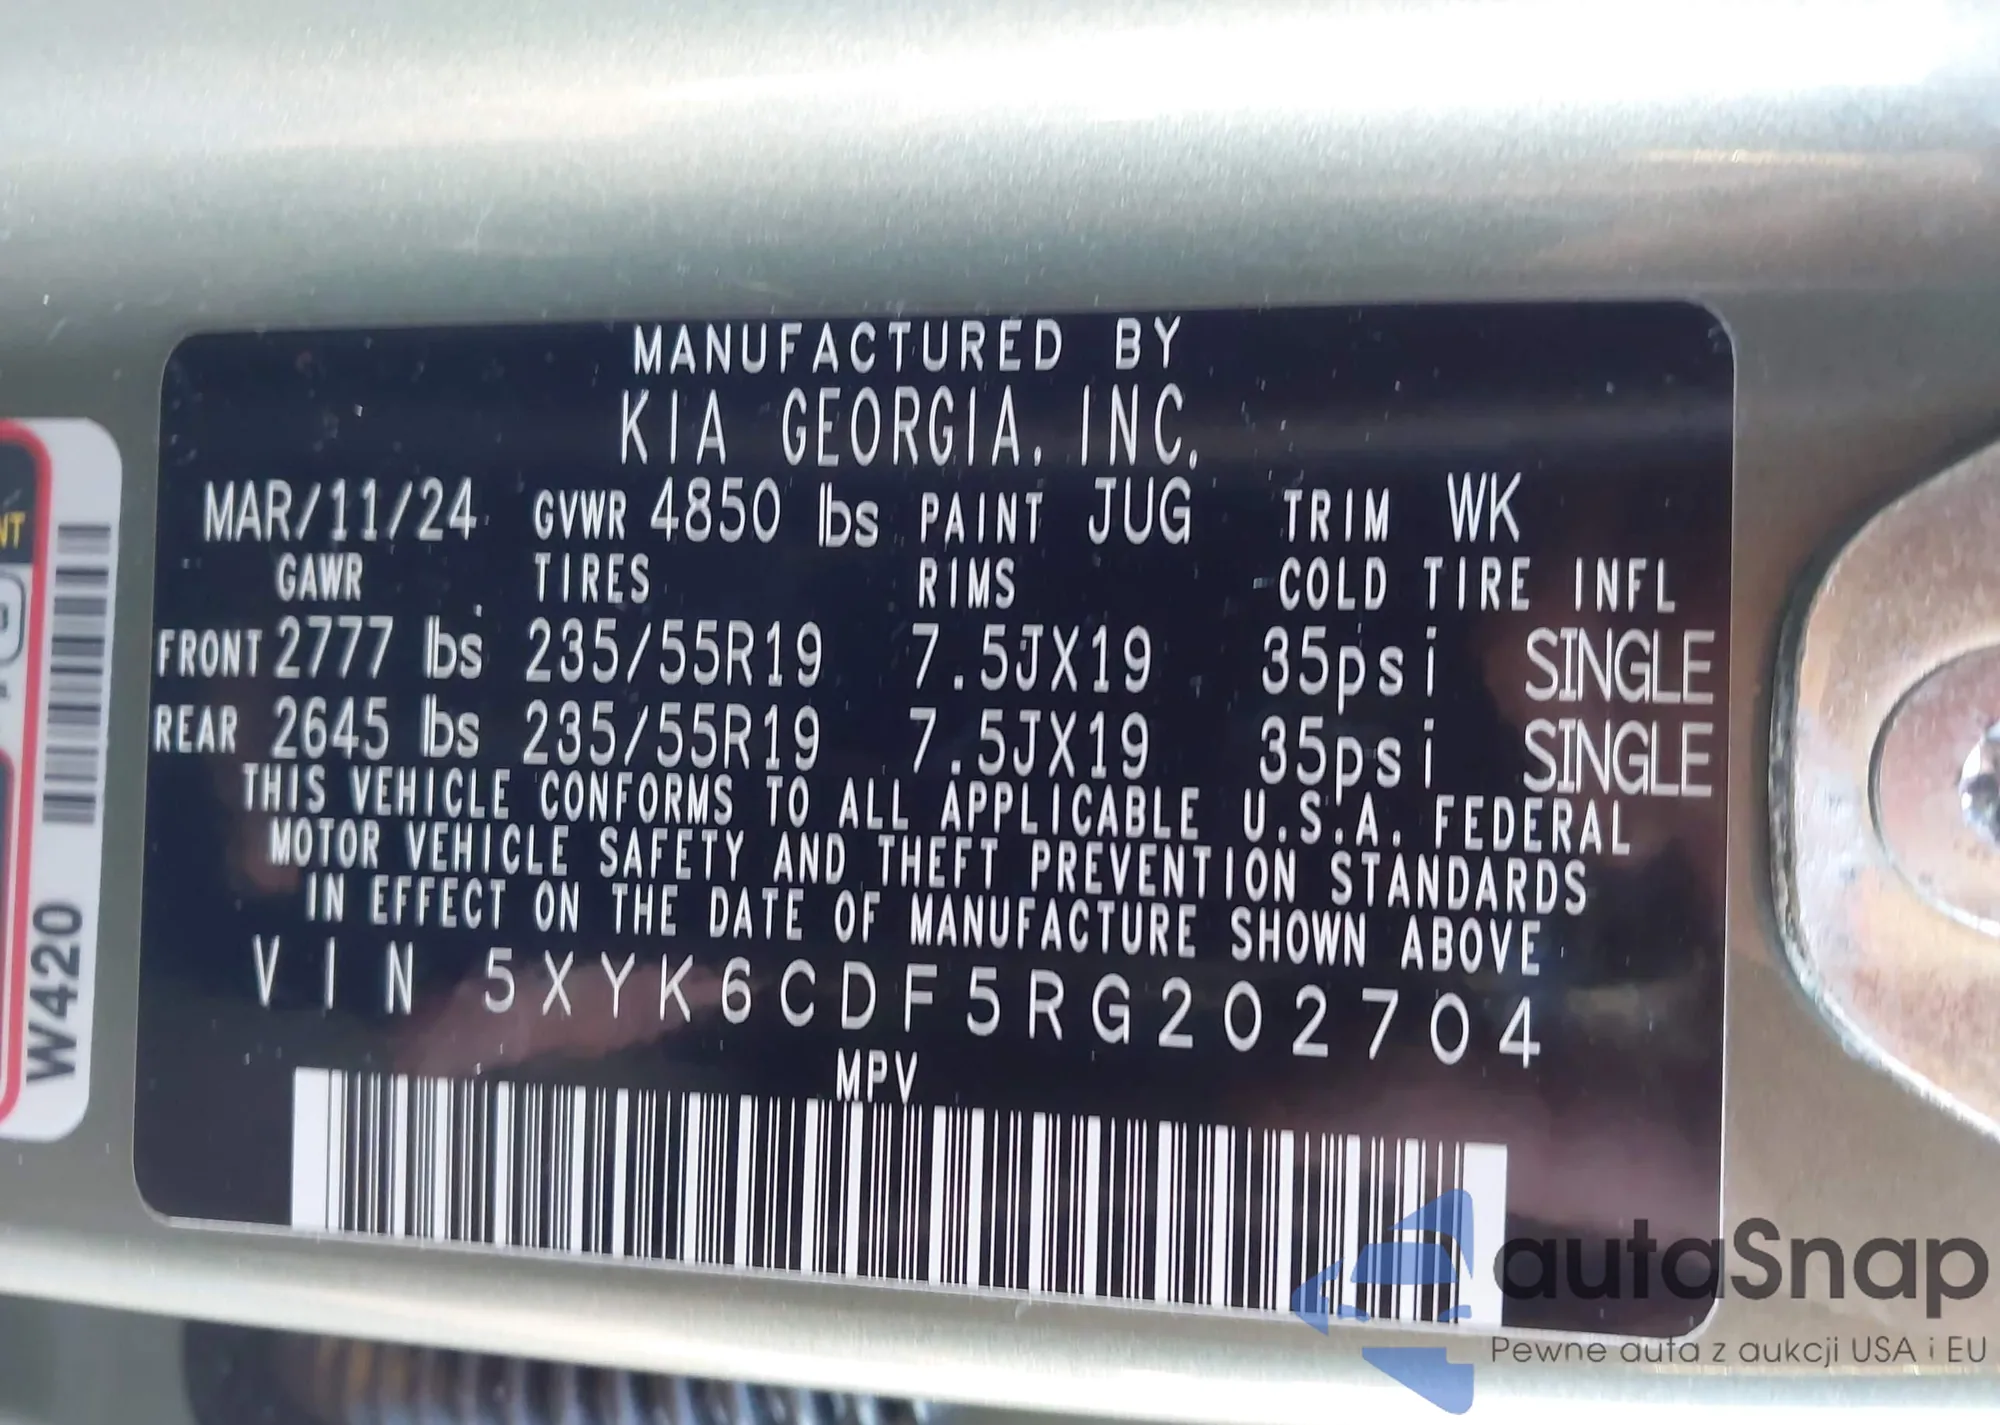 MANUFACTURED BY
KIA GEORGIA, INC.
MAR/11/24 GVWR 4850 lbs PAINT JUG TRIM WK
GAWR TIRES RIMS COLD TIRE INFL
FRONT 2777 lbs 235/55R19 7.5JX19 35psi SINGLE
REAR 2645 lbs 235/55R19 7.5JX19 35psi SINGLE
THIS VEHICLE CONFORMS TO ALL APPLICABLE U.S.A. FEDERAL
MOTOR VEHICLE SAFETY AND THEFT PREVENTION STANDARDS
IN EFFECT ON THE DATE OF MANUFACTURE SHOWN ABOVE
VIN 5XYK6CDF5RG202704
MPV
W420
NT
autaSnap
Pewne auta z aukcji USA i EU